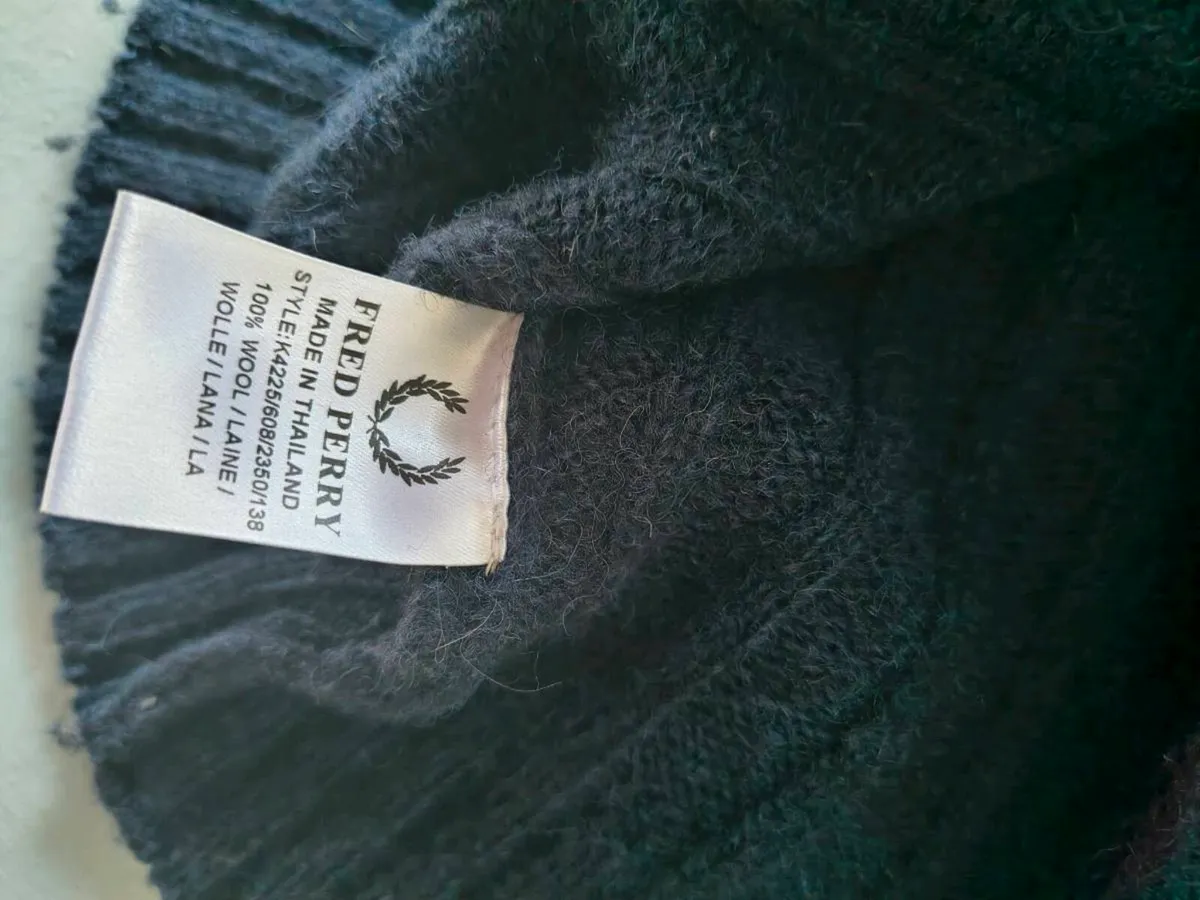 FRED PERRY
MADE IN THAILAND
STYLE:K4225/608/2350/138
100% WOOL / LAINE /
WOLLE / LANA / LA